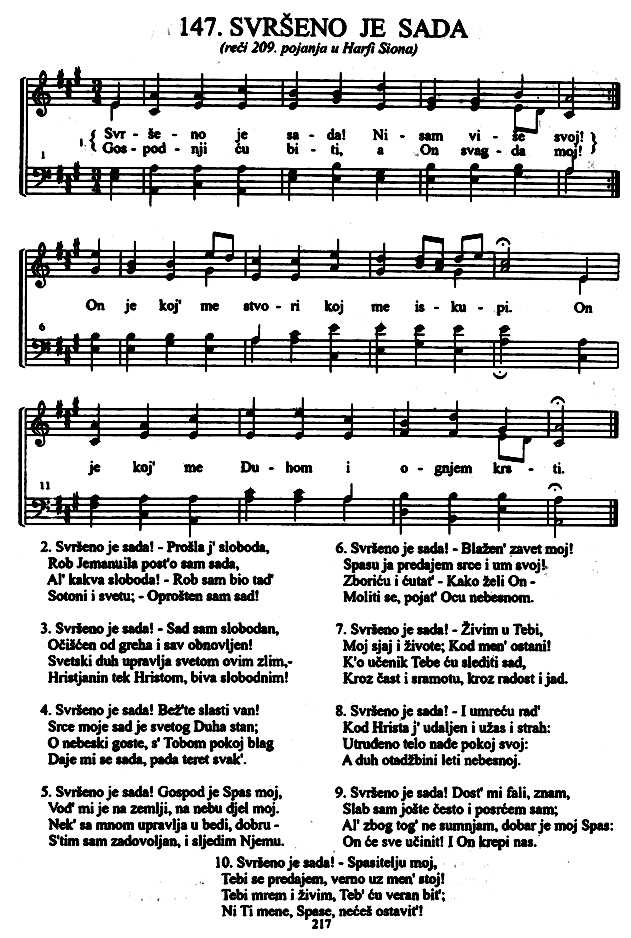 147. SVRŠENO JE SADA
(reči 209. pojanja u Harfi Siona)
1. { Svr - še - no je sa - da! Ni - sam vi - še svoj! }
{ Gos - pod - nji ću bi - ti, a On svag - da moj! }
1
On je koj' me stvo - ri koj me is - ku - pi. On
6
je koj' me Du - hom i o - gnjem krs - ti.
11
2. Svršeno je sada! - Prošla j' sloboda,
Rob Jemanuila post'o sam sada,
Al' kakva sloboda! - Rob sam bio tad'
Sotoni i svetu; - Oprošten sam sad!
3. Svršeno je sada! - Sad sam slobodan,
Očišćen od greha i sav obnovljen!
Svetski duh upravlja svetom ovim zlim,-
Hristjanin tek Hristom, biva slobodnim!
4. Svršeno je sada! Bež'te slasti van!
Srce moje sad je svetog Duha stan;
O nebeski goste, s' Tobom pokoj blag
Daje mi se sada, pada teret svak'.
5. Svršeno je sada! Gospod je Spas moj,
Vođ' mi je na zemlji, na nebu djel moj.
Nek' sa mnom upravlja u bedi, dobru -
S'tim sam zadovoljan, i sljedim Njemu.
6. Svršeno je sada! - Blažen' zavet moj!
Spasu ja predajem srce i um svoj!
Zboriću i ćutat' - Kako želi On -
Moliti se, pojat' Ocu nebesnom.
7. Svršeno je sada! - Živim u Tebi,
Moj sjaj i živote; Kod men' ostani!
K'o učenik Tebe ću slediti sad,
Kroz čast i sramotu, kroz radost i jad.
8. Svršeno je sada! - I umreću rad'
Kod Hrista j' udaljen i užas i strah:
Utruđeno telo nađe pokoj svoj:
A duh otadžbini leti nebesnoj.
9. Svršeno je sada! Dost' mi fali, znam,
Slab sam jošte često i posrćem sam;
Al' zbog tog' ne sumnjam, dobar je moj Spas:
On će sve učinit! I On krepi nas.
10. Svršeno je sada! - Spasitelju moj,
Tebi se predajem, verno uz men' stoj!
Tebi mrem i živim, Teb' ću veran bit';
Ni Ti mene, Spase, nećeš ostavit'!
217